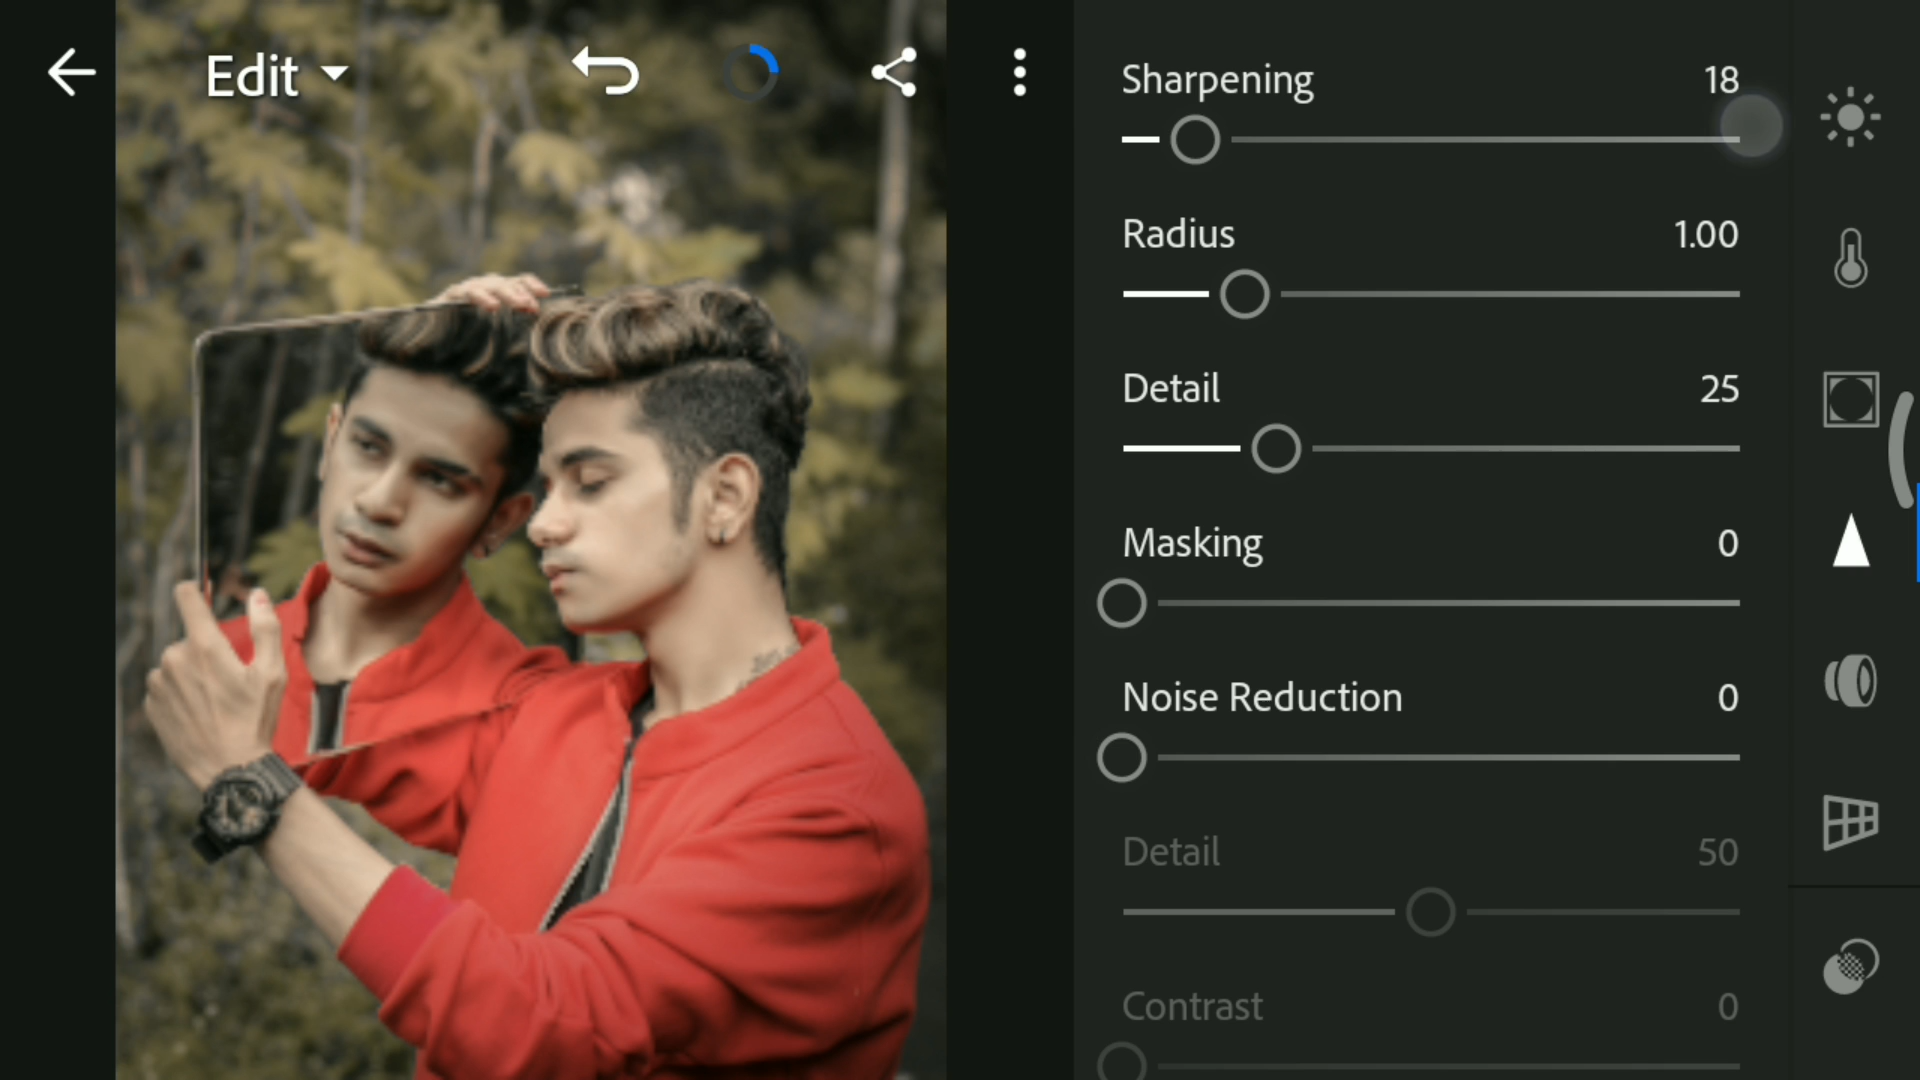 Edit
Sharpening 18
Radius 1.00
Detail 25
Masking 0
Noise Reduction 0
Detail 50
Contrast 0